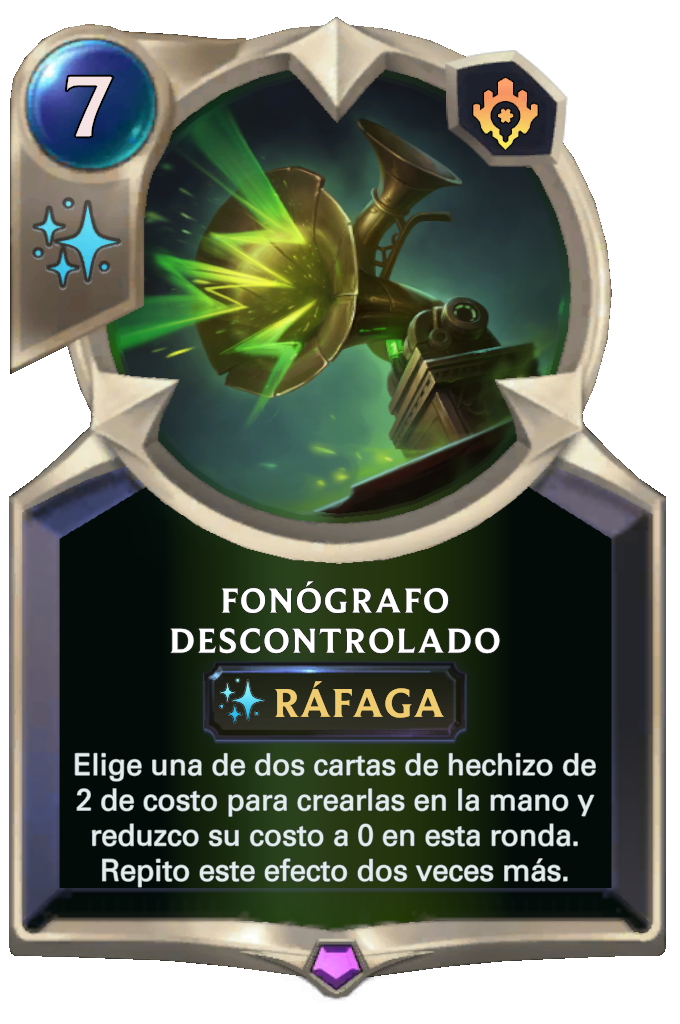 7
FONÓGRAFO
DESCONTROLADO
RÁFAGA
Elige una de dos cartas de hechizo de
2 de costo para crearlas en la mano y
reduzco su costo a 0 en esta ronda.
Repito este efecto dos veces más.